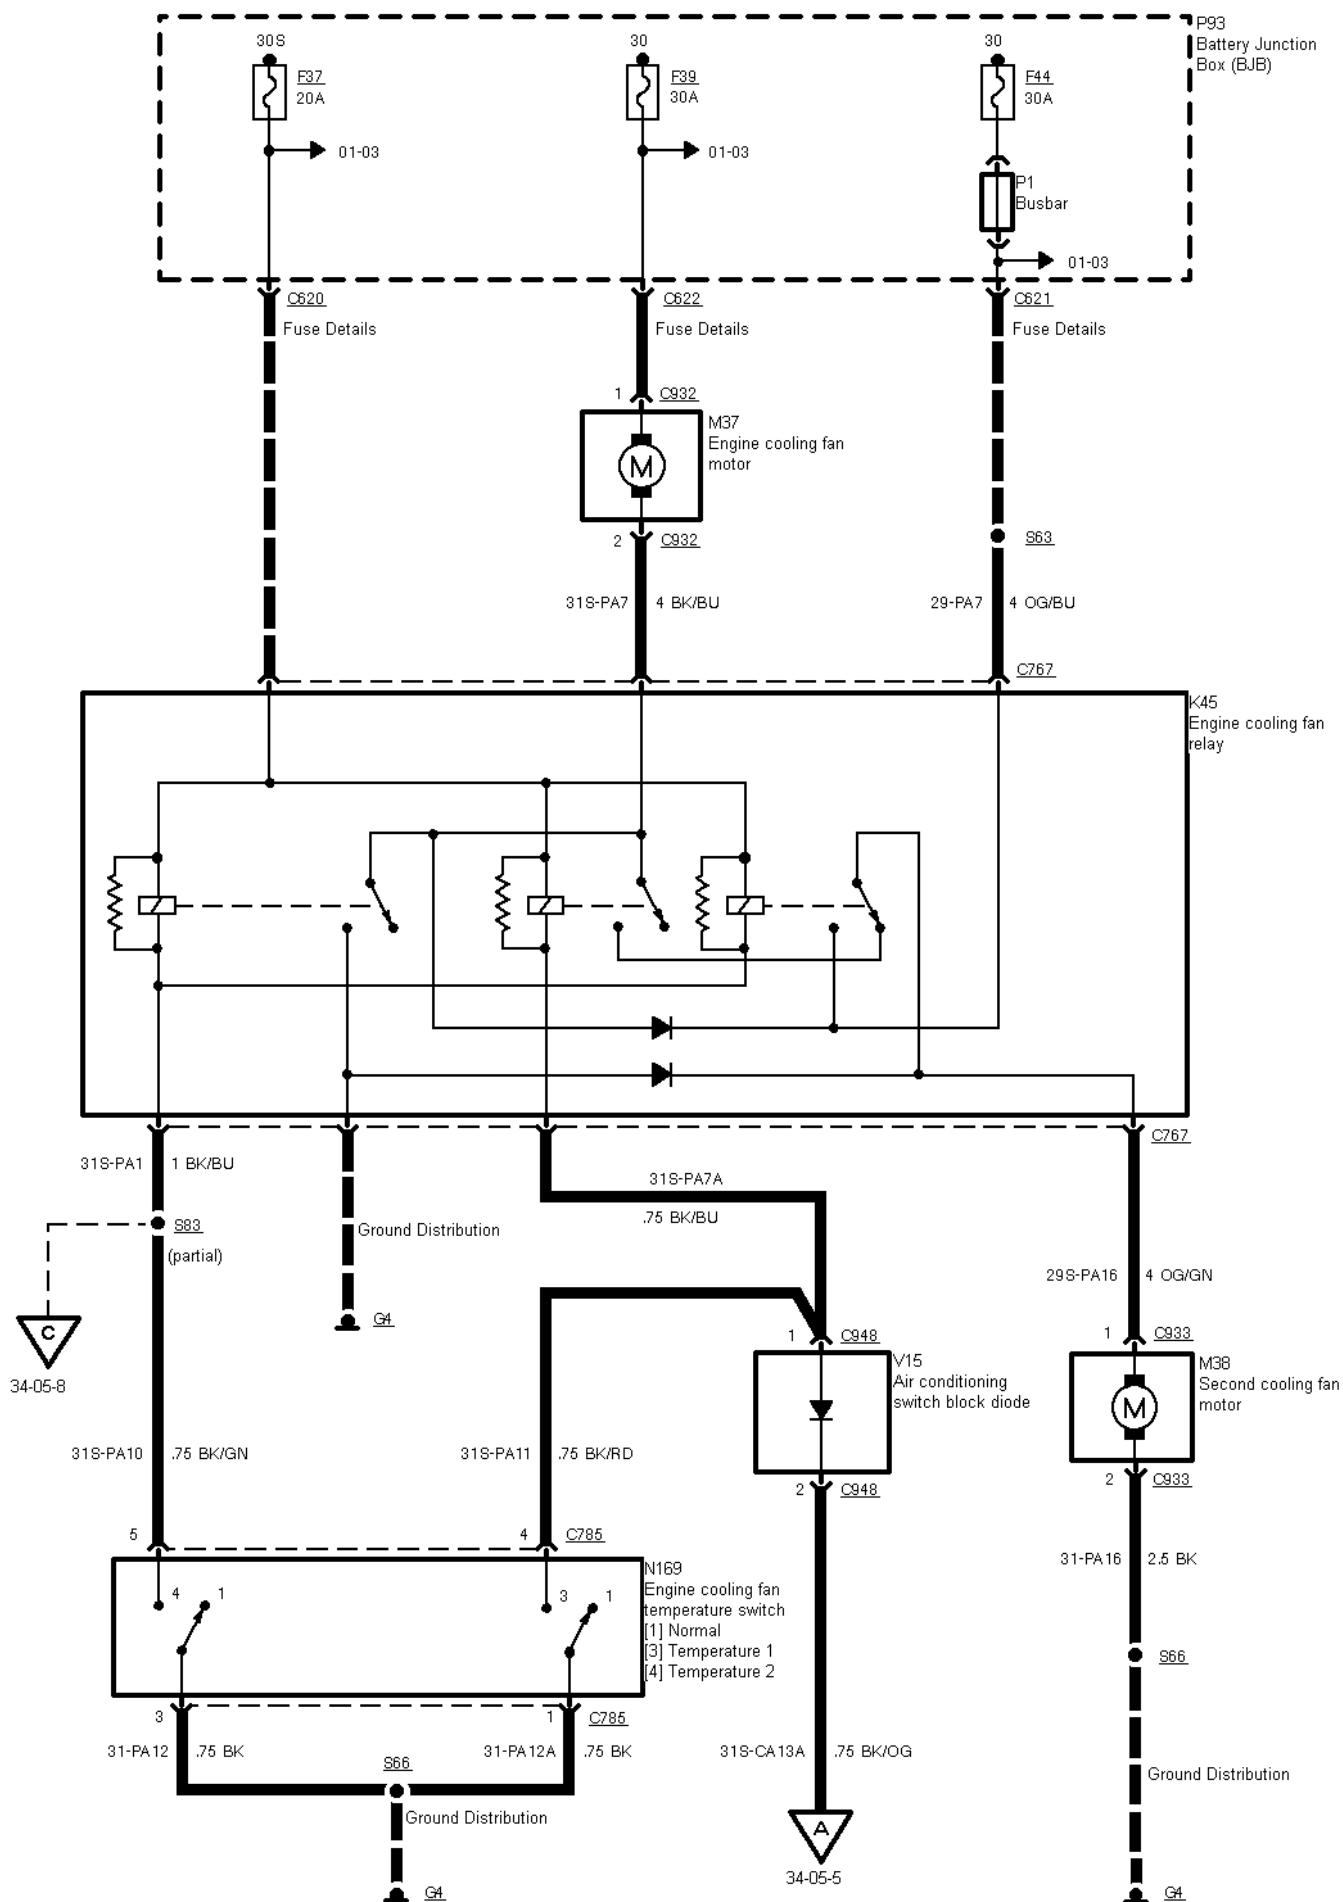 P93
Battery Junction
Box (BJB)
30S
30
30
F37
20A
F39
30A
F44
30A
01-03
01-03
P1
Busbar
01-03
C620
C622
C621
Fuse Details
Fuse Details
Fuse Details
1
C932
M37
Engine cooling fan
motor
M
2
C932
S63
31S-PA7
4 BK/BU
29-PA7
4 OG/BU
C767
K45
Engine cooling fan
relay
C767
31S-PA1
1 BK/BU
31S-PA7A
.75 BK/BU
S83
(partial)
Ground Distribution
29S-PA16
4 OG/GN
C
G4
34-05-8
1
C948
1
C933
V15
Air conditioning
switch block diode
M38
Second cooling fan
motor
M
31S-PA10
.75 BK/GN
31S-PA11
.75 BK/RD
2
C948
2
C933
5
4
C785
31-PA16
2.5 BK
N169
Engine cooling fan
temperature switch
[1] Normal
[3] Temperature 1
[4] Temperature 2
4
1
3
1
S66
3
1
C785
31-PA12
.75 BK
31-PA12A
.75 BK
31S-CA13A
.75 BK/OG
S66
Ground Distribution
Ground Distribution
A
34-05-5
G4
G4